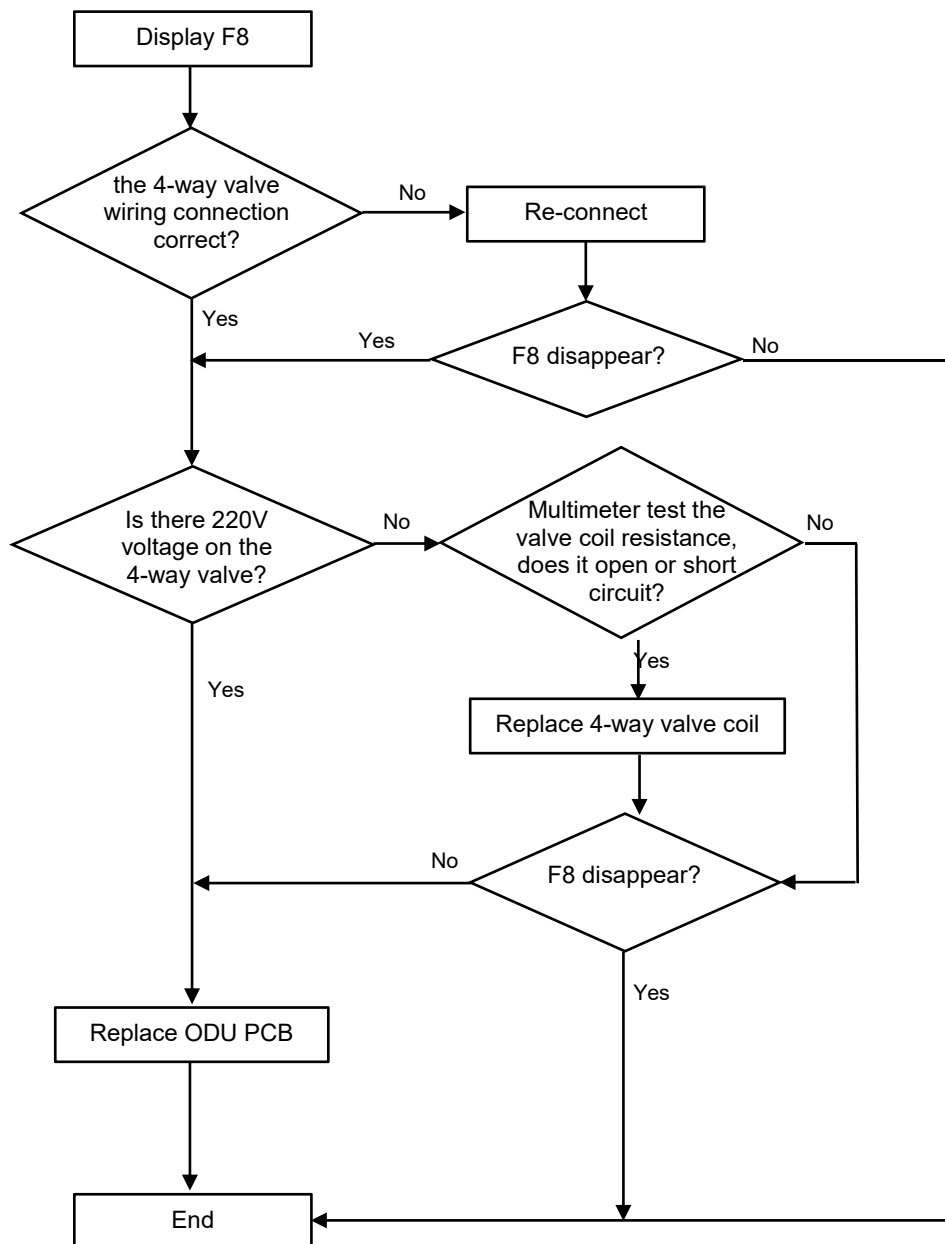 Display F8
the 4-way valve
wiring connection
correct?
No
Re-connect
Yes
Yes
F8 disappear?
No
Is there 220V
voltage on the
4-way valve?
No
Multimeter test the
valve coil resistance,
does it open or short
circuit?
No
Yes
Yes
Replace 4-way valve coil
No
F8 disappear?
Yes
Replace ODU PCB
End